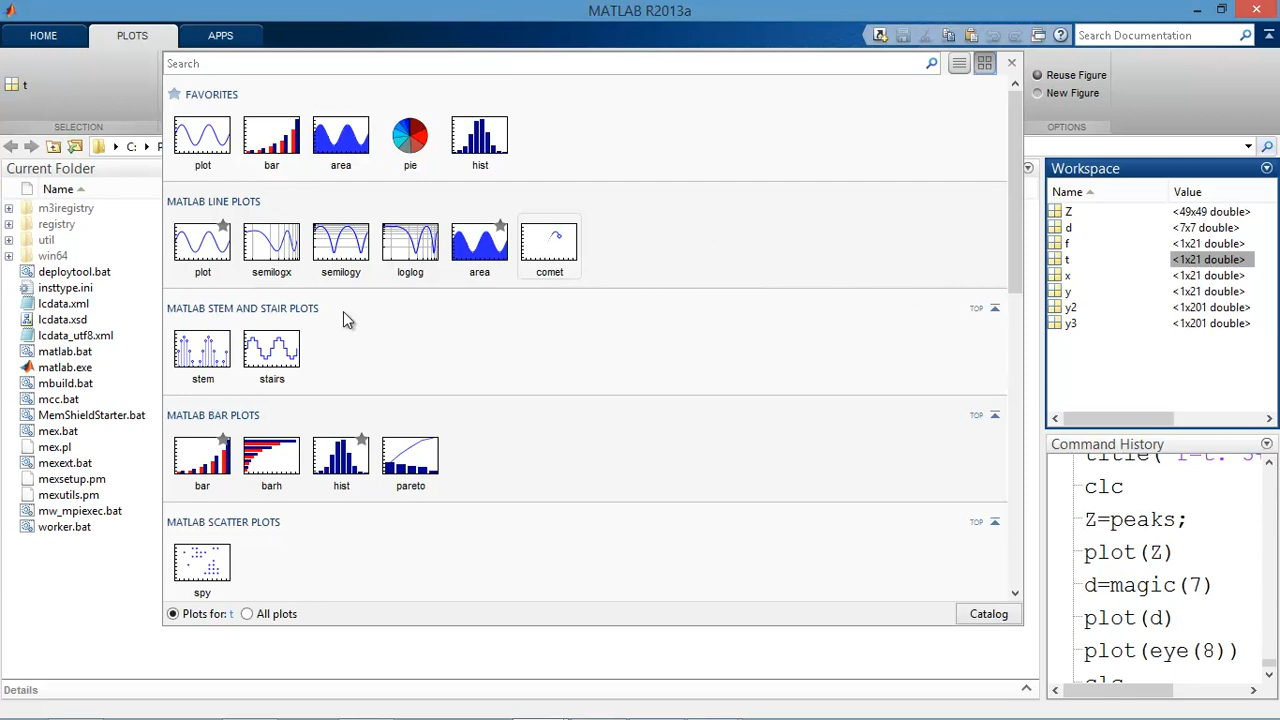 MATLAB R2013a
HOME
PLOTS
APPS
Search Documentation
t
SELECTION
Search
Reuse Figure
New Figure
OPTIONS
C:
Current Folder
Name
m3iregistry
registry
util
win64
deploytool.bat
insttype.ini
lcdata.xml
lcdata.xsd
lcdata_utf8.xml
matlab.bat
matlab.exe
mbuild.bat
mcc.bat
MemShieldStarter.bat
mex.bat
mex.pl
mexext.bat
mexsetup.pm
mexutils.pm
mw_mpiexec.bat
worker.bat
Details
FAVORITES
plot bar area pie hist
MATLAB LINE PLOTS
plot semilogx semilogy loglog area comet
MATLAB STEM AND STAIR PLOTS TOP
stem stairs
MATLAB BAR PLOTS TOP
bar barh hist pareto
MATLAB SCATTER PLOTS TOP
spy
Plots for: t All plots Catalog
Workspace
Name Value
Z <49x49 double>
d <7x7 double>
f <1x21 double>
t <1x21 double>
x <1x21 double>
y <1x21 double>
y2 <1x201 double>
y3 <1x201 double>
Command History
clc
Z=peaks;
plot(Z)
d=magic(7)
plot(d)
plot(eye(8))
clc